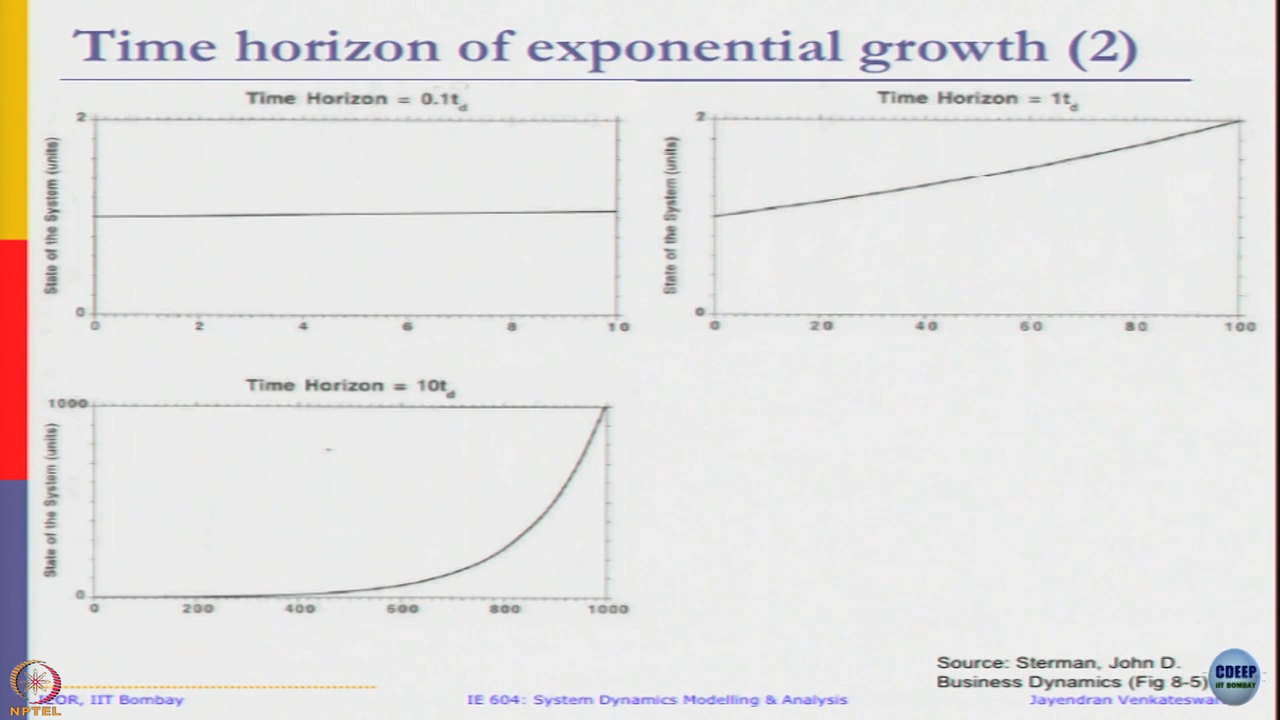 Time horizon of exponential growth (2)
Time Horizon = 0.1td
State of the System (units)
2
0
0 2 4 6 8 10
Time Horizon = 1td
State of the System (units)
2
0
0 20 40 60 80 100
Time Horizon = 10td
State of the System (units)
1000
0
0 200 400 600 800 1000
Source: Sterman, John D.
Business Dynamics (Fig 8-5)
CDEEP
IIT BOMBAY
IEOR, IIT Bombay
IE 604: System Dynamics Modelling & Analysis
Jayendran
NPTEL